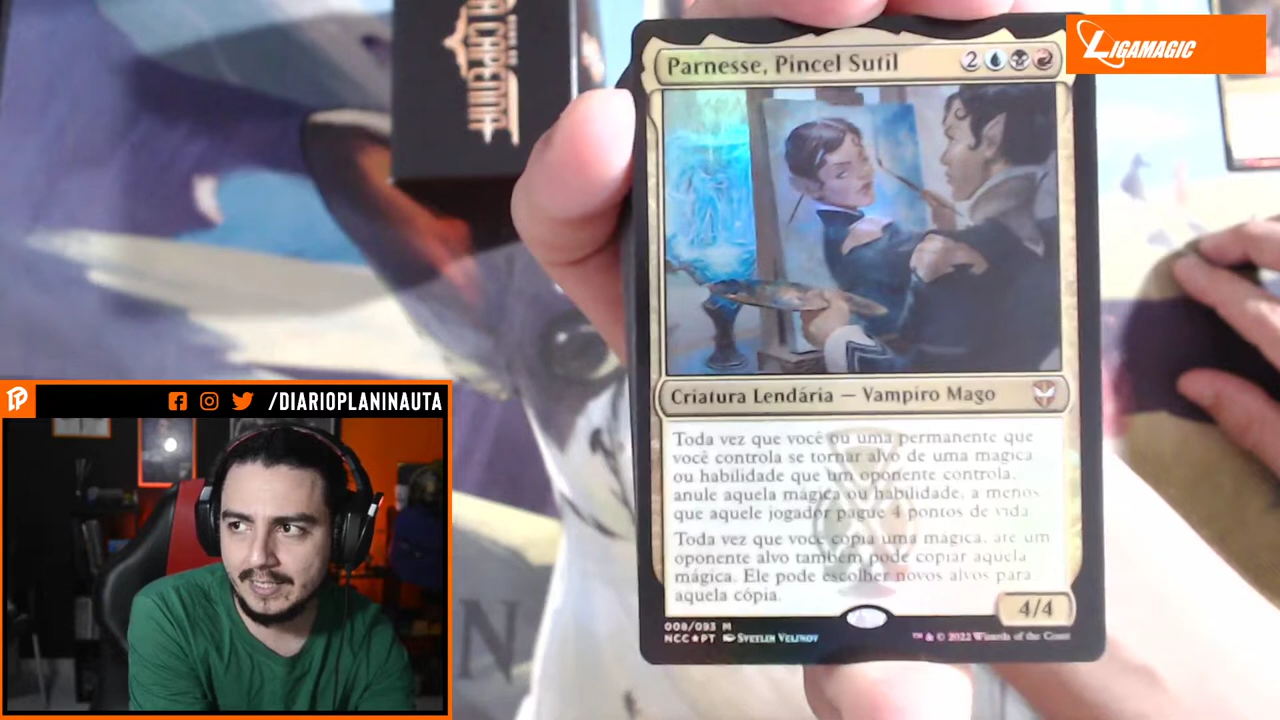 LIGAMAGIC
CAPENNA
Parnesse, Pincel Sutil
2
Criatura Lendária — Vampiro Mago
Toda vez que você ou uma permanente que
você controla se tornar alvo de uma mágica
ou habilidade que um oponente controla,
anule aquela mágica ou habilidade, a menos
que aquele jogador pague 4 pontos de vida
Toda vez que você copia uma mágica, até um
oponente alvo também pode copiar aquela
mágica. Ele pode escolher novos alvos para
aquela cópia.
4/4
008/093 M
NCC★PT SVETLIN VELINOV
™ & © 2022 Wizards of the Coast
/DIARIOPLANINAUTA